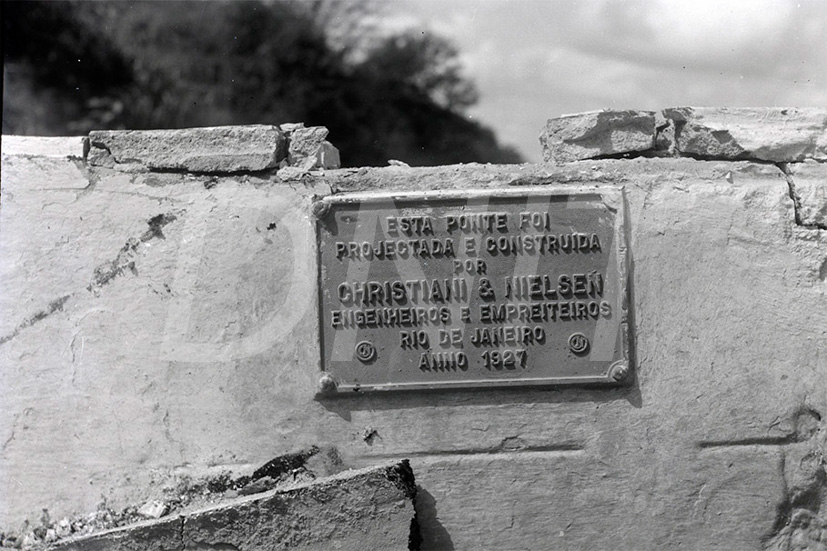 ESTA PONTE FOI
PROJECTADA E CONSTRUIDA
POR
CHRISTIANI & NIELSEN
ENGENHEIROS E EMPREITEIROS
RIO DE JANEIRO
ANNO 1927